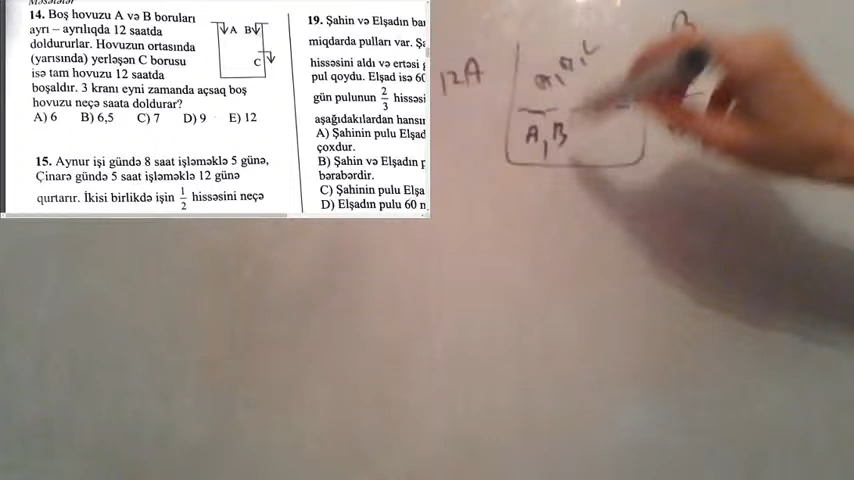 Məsələlər
14. Boş hovuzu A və B boruları
ayrı – ayrılıqda 12 saatda
doldururlar. Hovuzun ortasında
(yarısında) yerləşən C borusu
isə tam hovuzu 12 saatda
boşaldır. 3 kranı eyni zamanda açsaq boş
hovuzu neçə saata doldurar?
A) 6 B) 6,5 C) 7 D) 9 E) 12
A B
C
15. Aynur işi gündə 8 saat işləməklə 5 günə,
Çinarə gündə 5 saat işləməklə 12 günə
qurtarır. İkisi birlikdə işin 1/2 hissəsini neçə
19. Şahin və Elşadın
miqdarda pulları var.
hissəsini aldı və ertəsi
pul qoydu. Elşad isə 60
gün pulunun 2/3 hissəsi
aşağıdakılardan
A) Şahinin pulu Elşad
çoxdur.
B) Şahin və Elşadın
bərabərdir.
C) Şahinin pulu Elşa
D) Elşadın pulu 60
12A
A, B
B